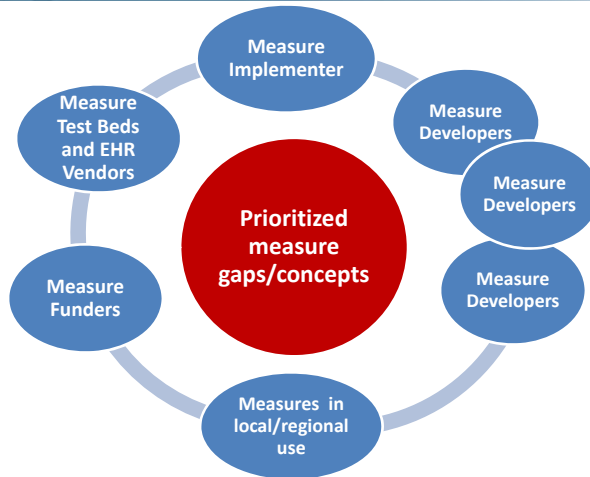 Measure
Implementer
Measure
Developers
Measure
Developers
Measure
Developers
Measures in
local/regional
use
Measure
Funders
Measure
Test Beds
and EHR
Vendors
Prioritized
measure
gaps/concepts